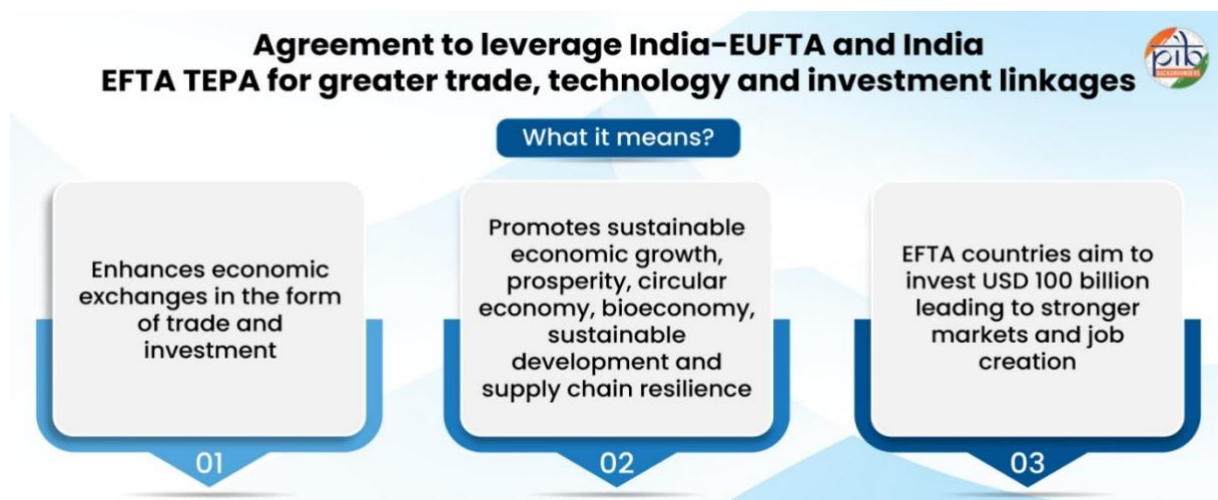 Agreement to leverage India-EUFTA and India
EFTA TEPA for greater trade, technology and investment linkages
pib
BACKGROUNDERS
What it means?
Enhances economic
exchanges in the form
of trade and
investment
01
Promotes sustainable
economic growth,
prosperity, circular
economy, bioeconomy,
sustainable
development and
supply chain resilience
02
EFTA countries aim to
invest USD 100 billion
leading to stronger
markets and job
creation
03